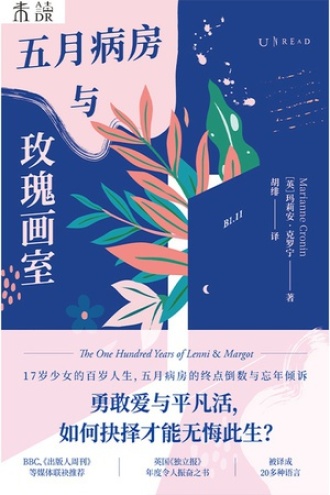 未读
UNREAD
五月病房
与
玫瑰画室
Marianne Cronin
[英]玛莉安·克罗宁 著
胡绯 译
The One Hundred Years of Lenni & Margot
17岁少女的百岁人生，五月病房的终点倒数与忘年倾诉
勇敢爱与平凡活，
如何抉择才能无悔此生？
BBC、《出版人周刊》
等媒体联袂推荐
英国《独立报》
年度令人振奋之书
被译成
20多种语言